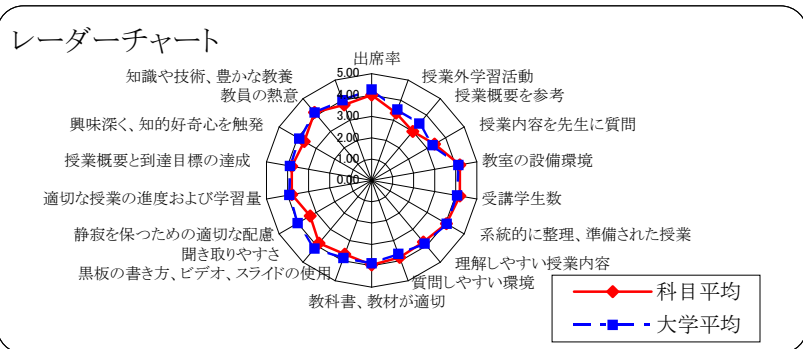 レーダーチャート
出席率
授業外学習活動
授業概要を参考
授業内容を先生に質問
教室の設備環境
受講学生数
系統的に整理、準備された授業
理解しやすい授業内容
質問しやすい環境
教科書、教材が適切
黒板の書き方、ビデオ、スライドの使用
聞き取りやすさ
静寂を保つための適切な配慮
適切な授業の進度および学習量
授業概要と到達目標の達成
興味深く、知的好奇心を触発
教員の熱意
知識や技術、豊かな教養
5.00
4.00
3.00
2.00
1.00
0.00
科目平均
大学平均